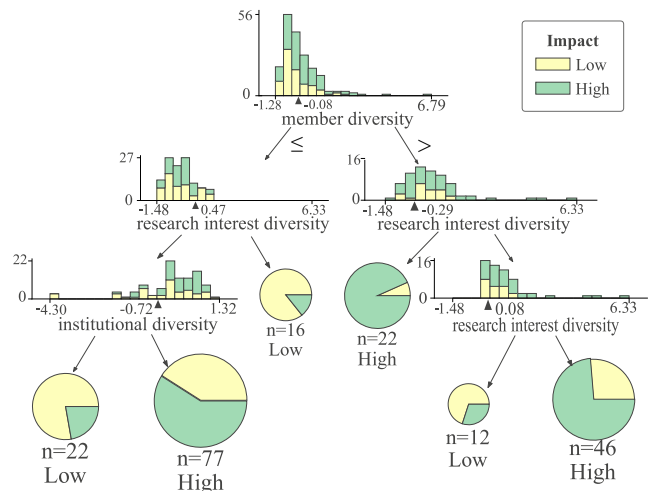 56
Impact
Low
High
-1.28 -0.08 6.79
member diversity
≤ >
27
0
-1.48 0.47 6.33
research interest diversity
16
0
-1.48 -0.29 6.33
research interest diversity
22
0
-4.30 -0.72 1.32
institutional diversity
n=16
Low
n=22
High
16
0
-1.48 0.08 6.33
research interest diversity
n=22
Low
n=77
High
n=12
Low
n=46
High